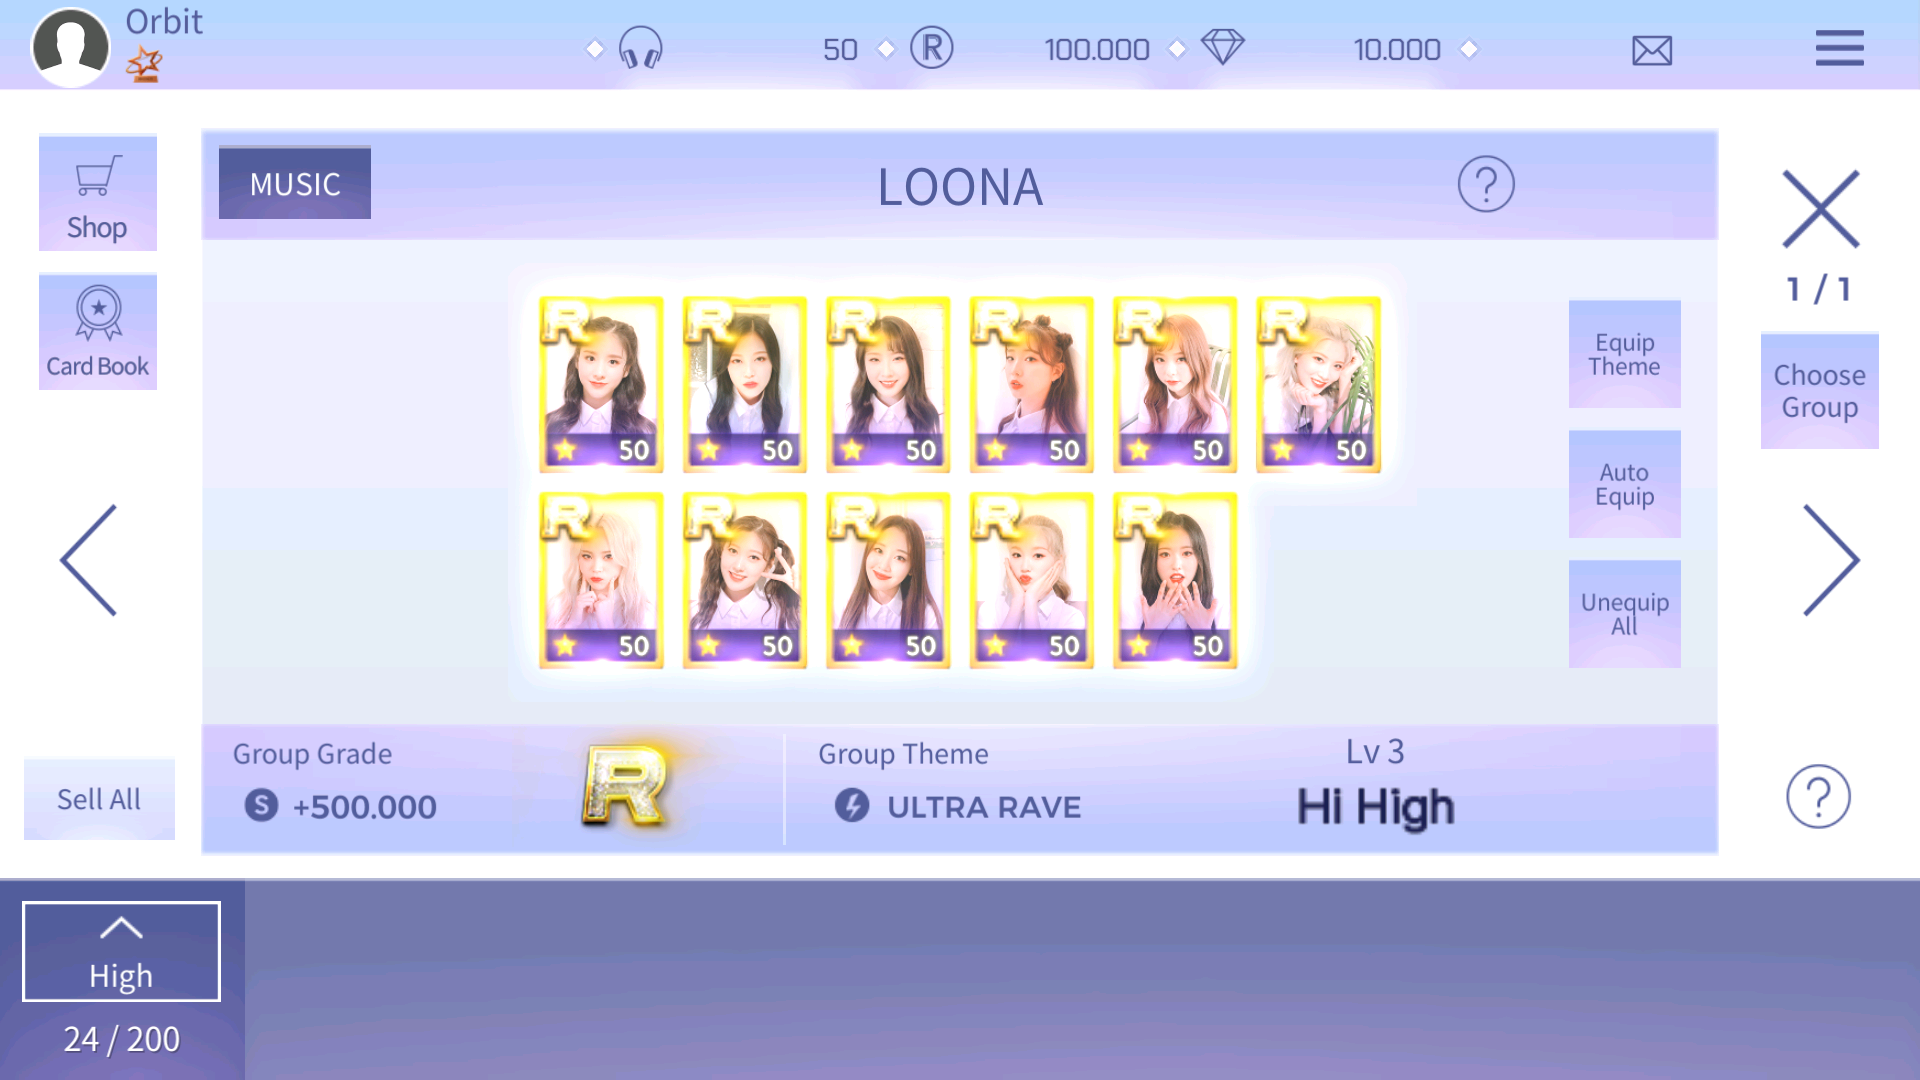 Orbit
50
R
100.000
10.000
Shop
Card Book
MUSIC
LOONA
?
1 / 1
Equip
Theme
Auto
Equip
Unequip
All
Choose
Group
R
R
R
R
R
R
50
50
50
50
50
50
R
R
R
R
R
50
50
50
50
50
Sell All
Group Grade
S +500.000
R
Group Theme
ULTRA RAVE
Lv 3
Hi High
?
High
24 / 200